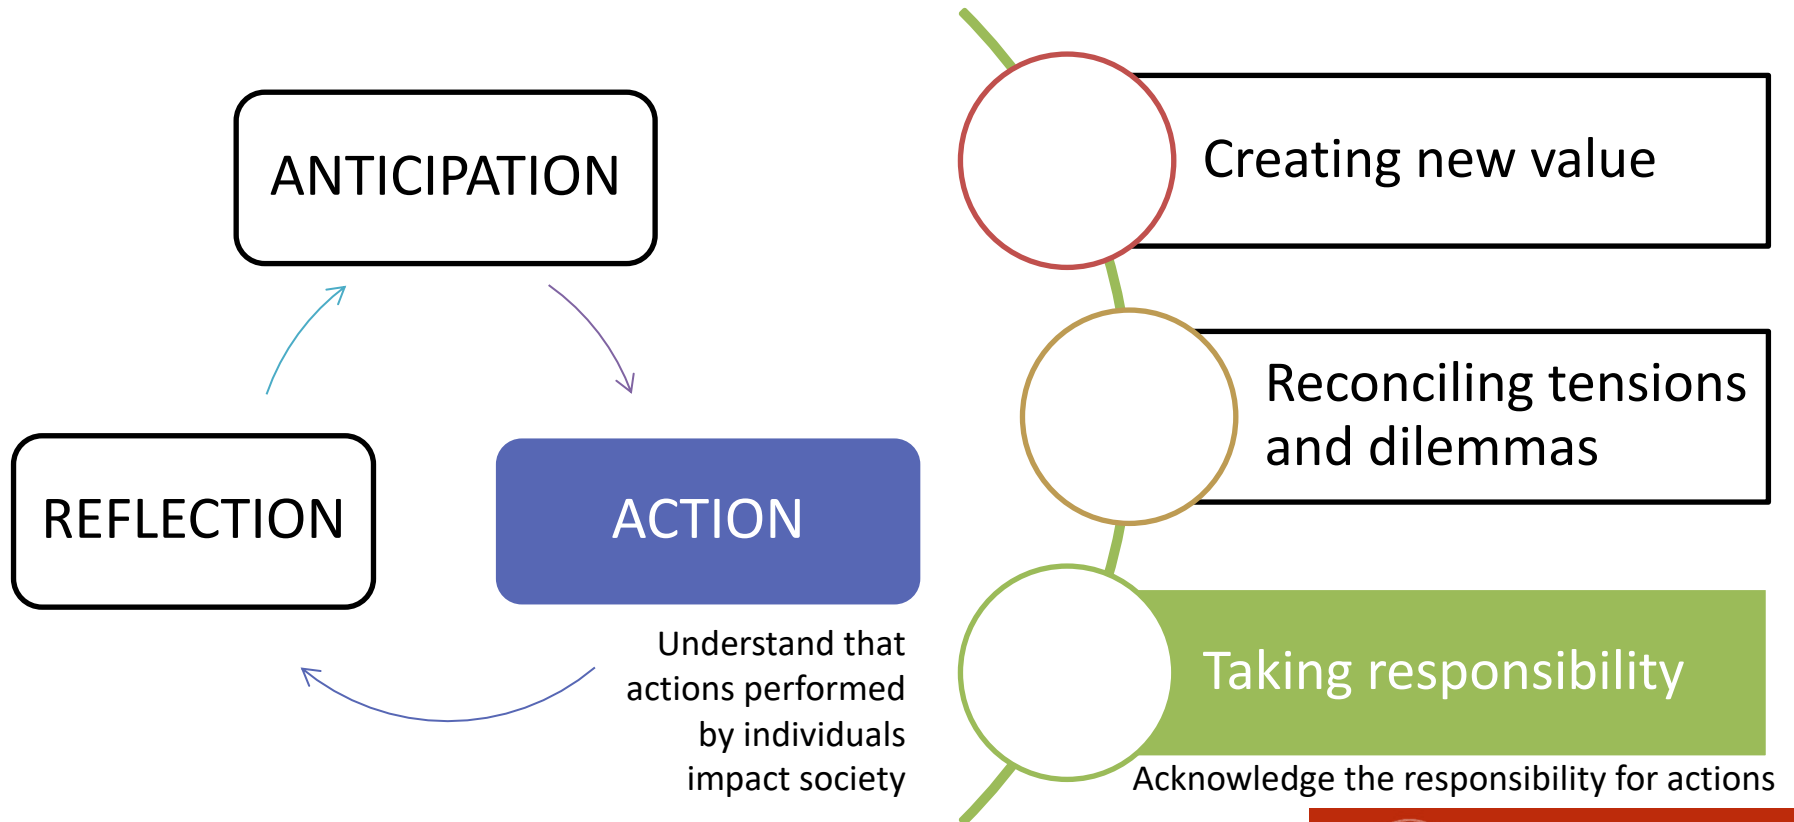 ANTICIPATION
REFLECTION
ACTION
Understand that
actions performed
by individuals
impact society
Creating new value
Reconciling tensions
and dilemmas
Taking responsibility
Acknowledge the responsibility for actions